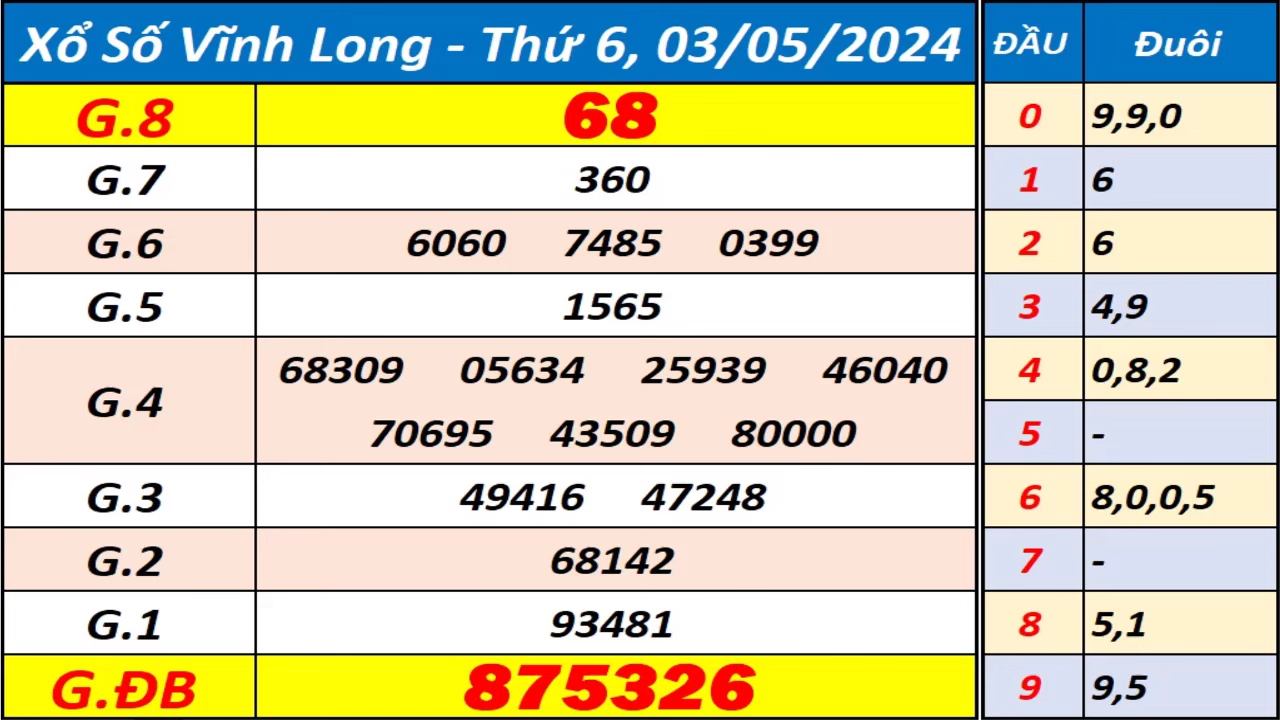 Xổ Số Vĩnh Long - Thứ 6, 03/05/2024
G.8 68
G.7 360
G.6 6060 7485 0399
G.5 1565
G.4 68309 05634 25939 46040
70695 43509 80000
G.3 49416 47248
G.2 68142
G.1 93481
G.ĐB 875326
ĐẦU Đuôi
0 9,9,0
1 6
2 6
3 4,9
4 0,8,2
5 -
6 8,0,0,5
7 -
8 5,1
9 9,5